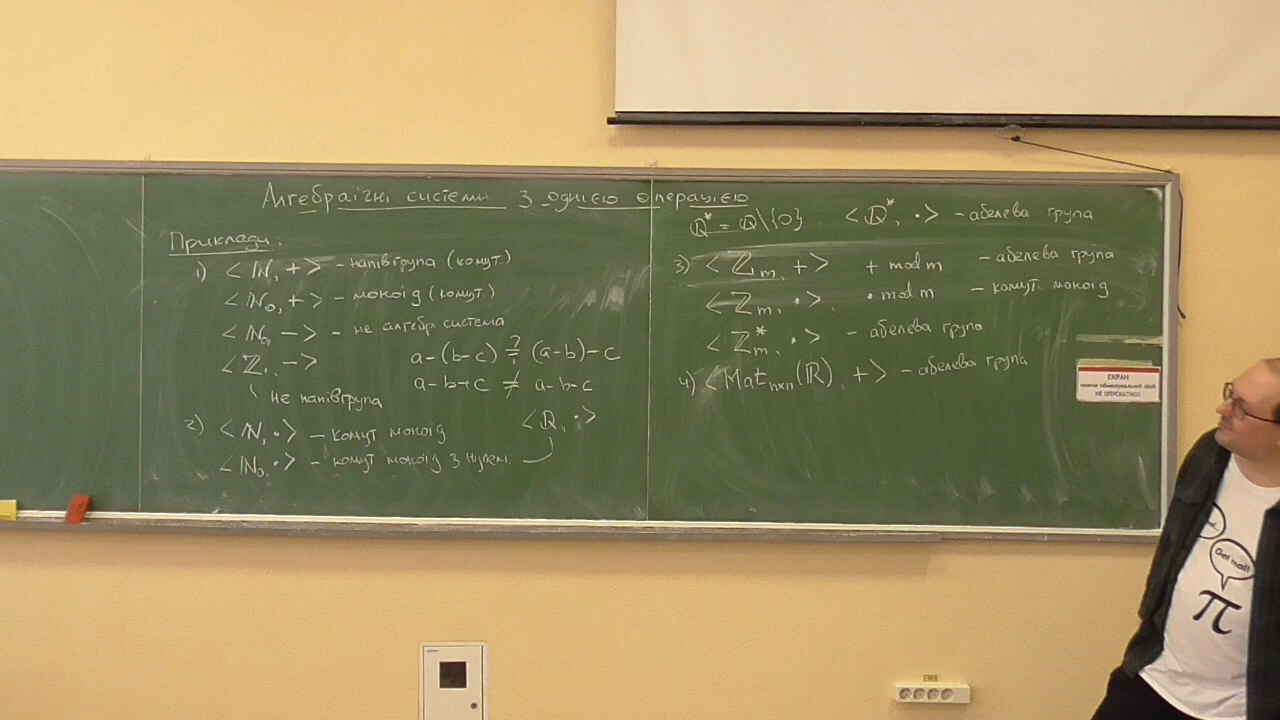 Алгебраїчні системи з однією операцією
Приклади.
1) <ℕ, +> – напівгрупа (комут.)
<ℕ₀, +> – моноїд (комут.)
<ℕ₀, –> – не алгебр система
<ℤ, –>
не напівгрупа
a-(b-c) ≟ (a-b)-c
a-b+c ≠ a-b-c
2) <ℕ, ·> – комут моноїд
<ℕ₀, ·> – комут моноїд з нулем.
<ℚ, ·>
ℚ* = ℚ\{0} <ℚ*, ·> – абелева група
3) <ℤₘ, +> + mod m – абелева група
<ℤₘ, ·> · mod m – комут. моноїд
<ℤ*ₘ, ·> – абелева група
4) <Matₙₓₙ(ℝ), +> – абелева група
ЕКРАН
НЕ ОПУСКАТИ!!!
Got math
π